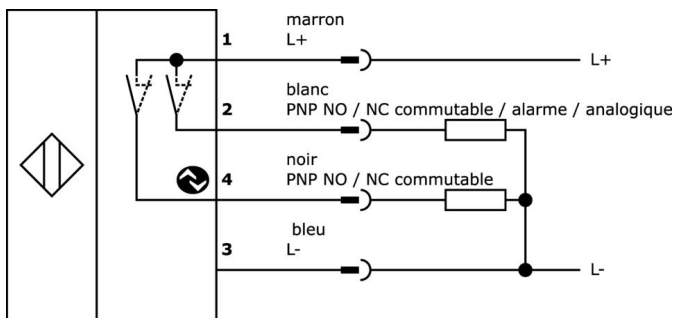 marron
1 L+
L+
blanc
2 PNP NO / NC commutable / alarme / analogique
noir
4 PNP NO / NC commutable
bleu
3 L-
L-